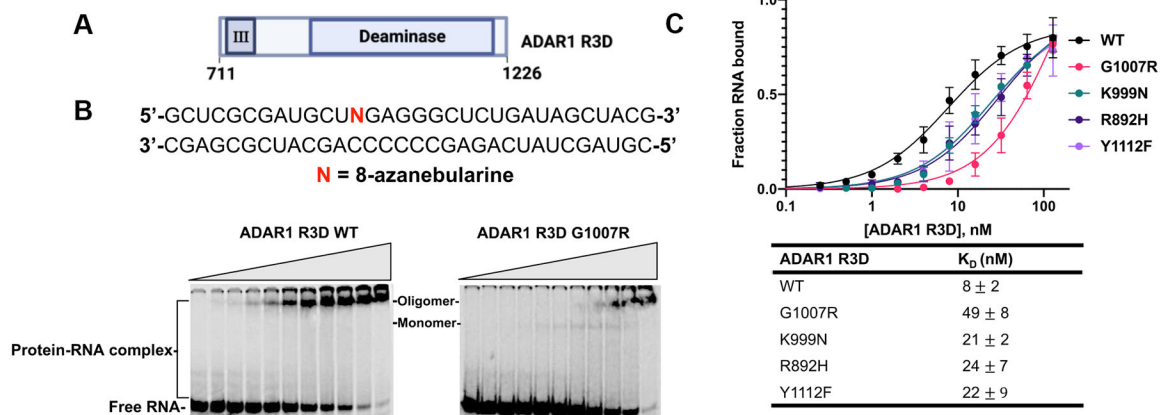 A
III
Deaminase
ADAR1 R3D
711
1226
B
5’-GCUCGCGAUGCUNGAGGGCUCUGAUAGCUACG-3’
3’-CGAGCGCUACGACCCCCCGAGACUAUCGAUGC-5’
N = 8-azanebularine
ADAR1 R3D WT
ADAR1 R3D G1007R
Oligomer
Monomer
Protein-RNA complex
Free RNA
C
Fraction RNA bound
1.0
0.5
0.0
0.1
1
10
100
[ADAR1 R3D], nM
WT
G1007R
K999N
R892H
Y1112F
ADAR1 R3D KD (nM)
WT 8 ± 2
G1007R 49 ± 8
K999N 21 ± 2
R892H 24 ± 7
Y1112F 22 ± 9